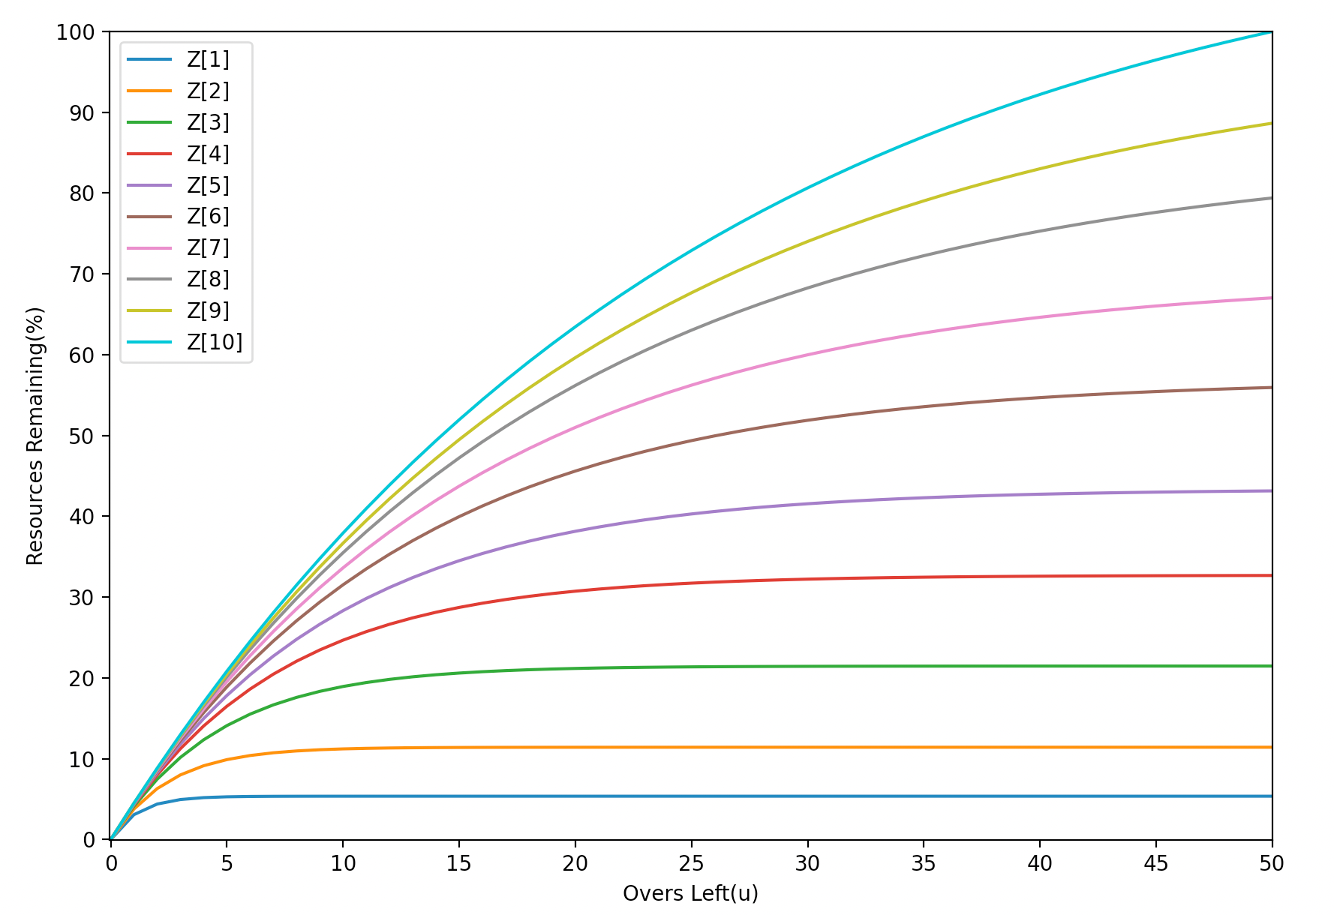 100
90
80
70
60
50
40
30
20
10
0
Resources Remaining(%)
Z[1]
Z[2]
Z[3]
Z[4]
Z[5]
Z[6]
Z[7]
Z[8]
Z[9]
Z[10]
0 5 10 15 20 25 30 35 40 45 50
Overs Left(u)